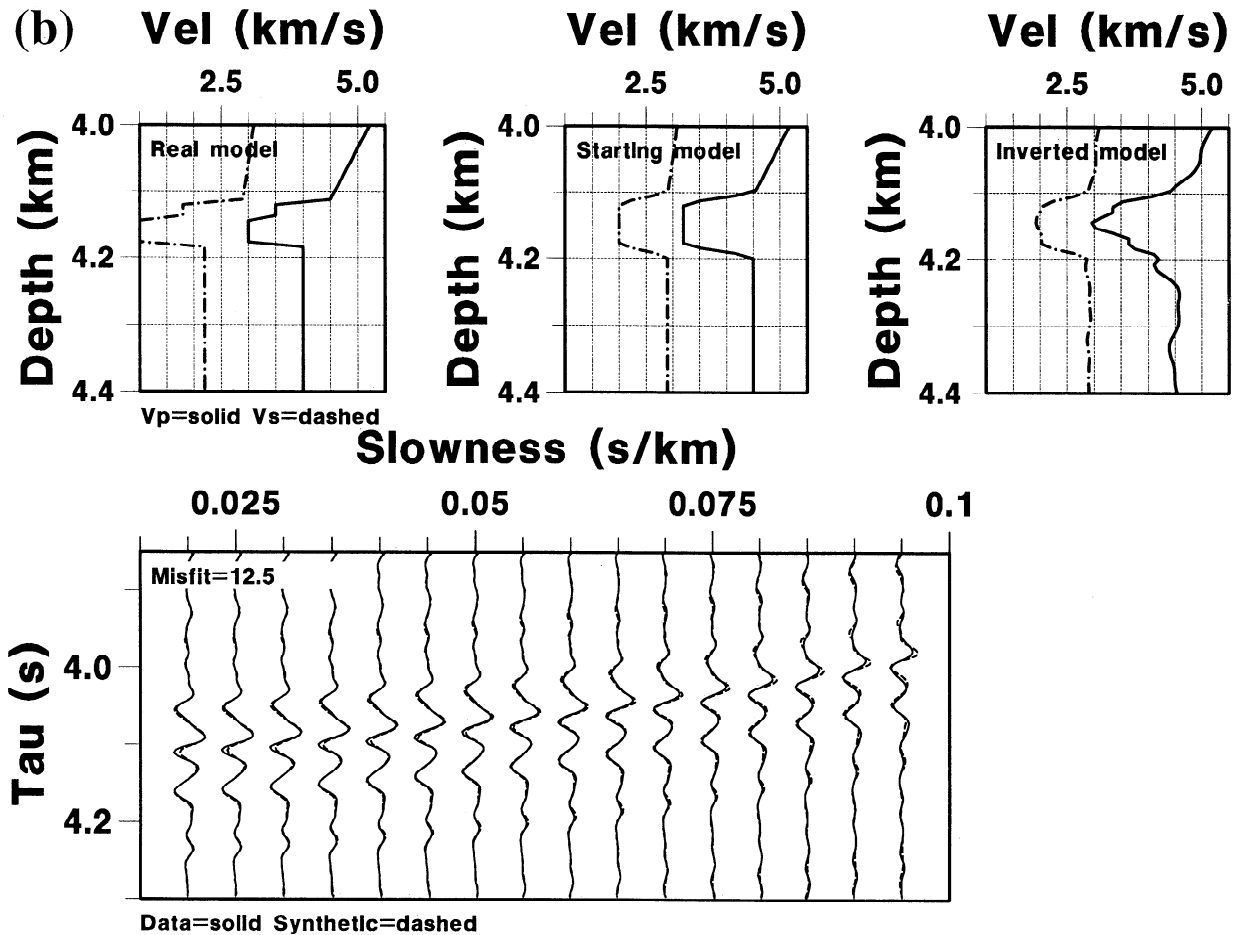 (b)
Vel (km/s) Vel (km/s) Vel (km/s)
2.5 5.0 2.5 5.0 2.5 5.0
Depth (km) Depth (km) Depth (km)
4.0 4.0 4.0
Real model Starting model Inverted model
4.2 4.2 4.2
4.4 4.4 4.4
Vp=solid Vs=dashed
Slowness (s/km)
0.025 0.05 0.075 0.1
Misfit=12.5
Tau (s)
4.0
4.2
Data=solid Synthetic=dashed